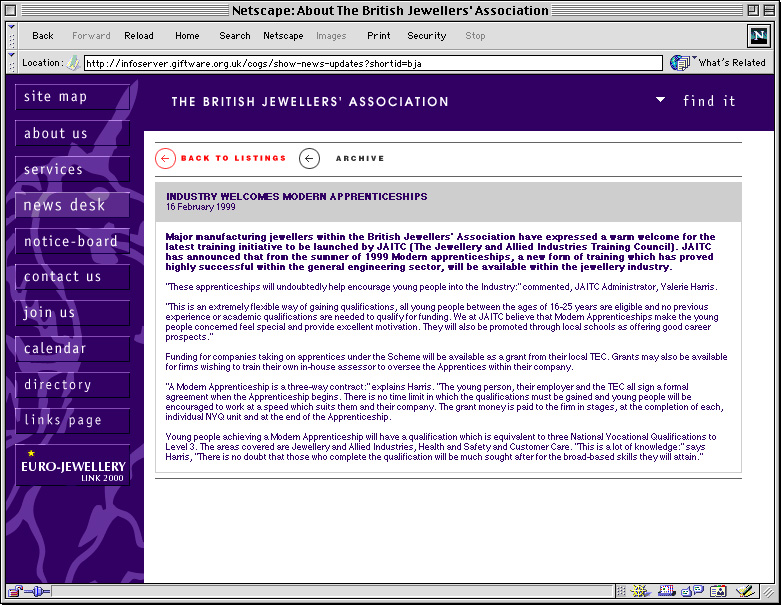 Netscape: About The British Jewellers' Association
Back Forward Reload Home Search Netscape Images Print Security Stop
N
Location: http://infoserver.giftware.org.uk/cogs/show-news-updates?shortid=bja What's Related
site map
about us
services
news desk
notice-board
contact us
join us
calendar
directory
links page
EURO-JEWELLERY
LINK 2000
THE BRITISH JEWELLERS' ASSOCIATION
find it
BACK TO LISTINGS ARCHIVE
INDUSTRY WELCOMES MODERN APPRENTICESHIPS
16 February 1999
Major manufacturing jewellers within the British Jewellers' Association have expressed a warm welcome for the
latest training initiative to be launched by JAITC (The Jewellery and Allied Industries Training Council). JAITC
has announced that from the summer of 1999 Modern apprenticeships, a new form of training which has proved
highly successful within the general engineering sector, will be available within the jewellery industry.
"These apprenticeships will undoubtedly help encourage young people into the Industry:" commented, JAITC Administrator, Valerie Harris.
"This is an extremely flexible way of gaining qualifications, all young people between the ages of 16-25 years are eligible and no previous
experience or academic qualifications are needed to qualify for funding. We at JAITC believe that Modern Apprenticeships make the young
people concerned feel special and provide excellent motivation. They will also be promoted through local schools as offering good career
prospects."
Funding for companies taking on apprentices under the Scheme will be available as a grant from their local TEC. Grants may also be available
for firms wishing to train their own in-house assessor to oversee the Apprentices within their company.
"A Modern Apprenticeship is a three-way contract:" explains Harris. "The young person, their employer and the TEC all sign a formal
agreement when the Apprenticeship begins. There is no time limit in which the qualifications must be gained and young people will be
encouraged to work at a speed which suits them and their company. The grant money is paid to the firm in stages, at the completion of each,
individual NVQ unit and at the end of the Apprenticeship.
Young people achieving a Modern Apprenticeship will have a qualification which is equivalent to three National Vocational Qualifications to
Level 3. The areas covered are Jewellery and Allied Industries, Health and Safety and Customer Care. "This is a lot of knowledge:" says
Harris, "There is no doubt that those who complete the qualification will be much sought after for the broad-based skills they will attain."